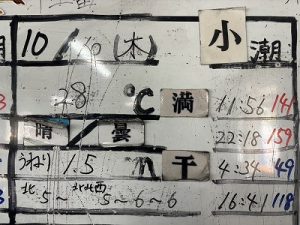 10/16(木) 小潮
28 ℃ 満 11:56 141
晴／曇 22:18 159
うねり 1.5 m 干 4:34 49
北 5～ 北北西 5～6～6 16:41 118